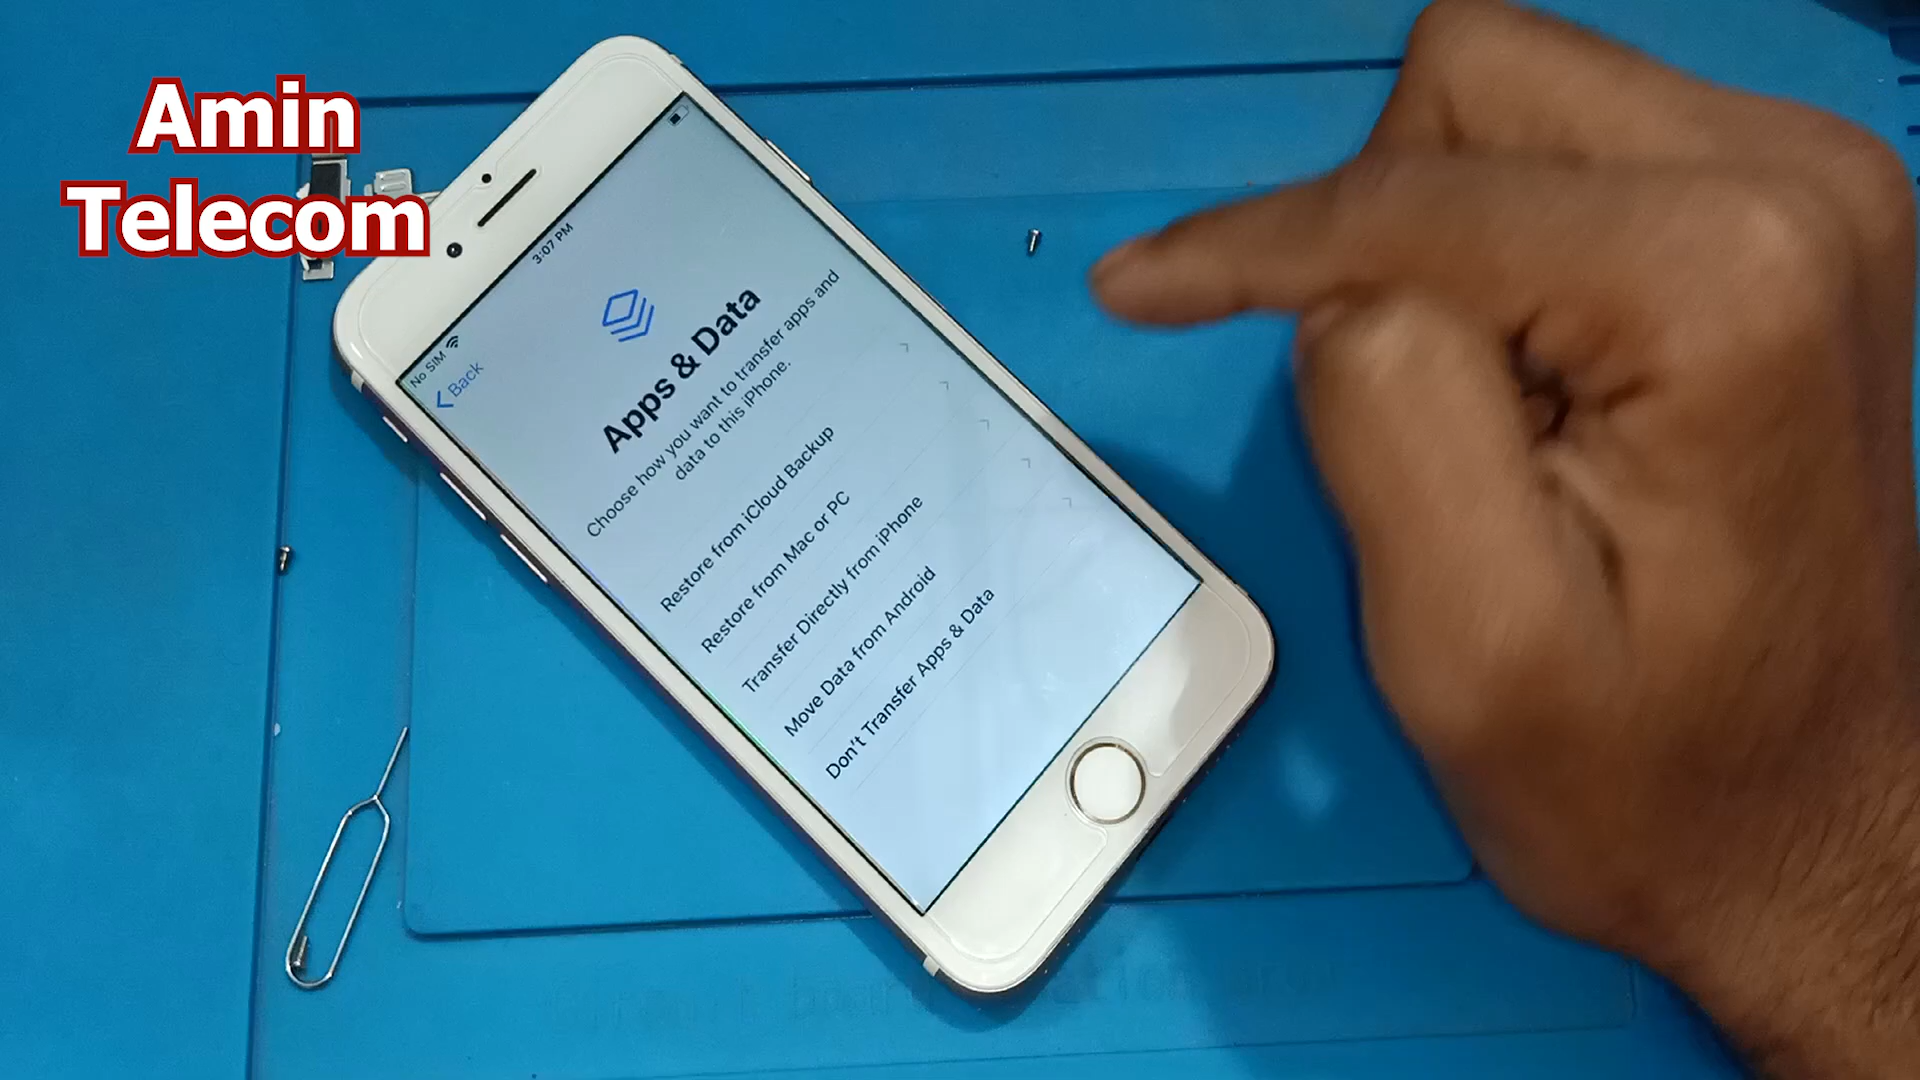 Amin
Telecom
3:07 PM
No SIM
Back
Apps & Data
Choose how you want to transfer apps and
data to this iPhone.
Restore from iCloud Backup
Restore from Mac or PC
Transfer Directly from iPhone
Move Data from Android
Don't Transfer Apps & Data